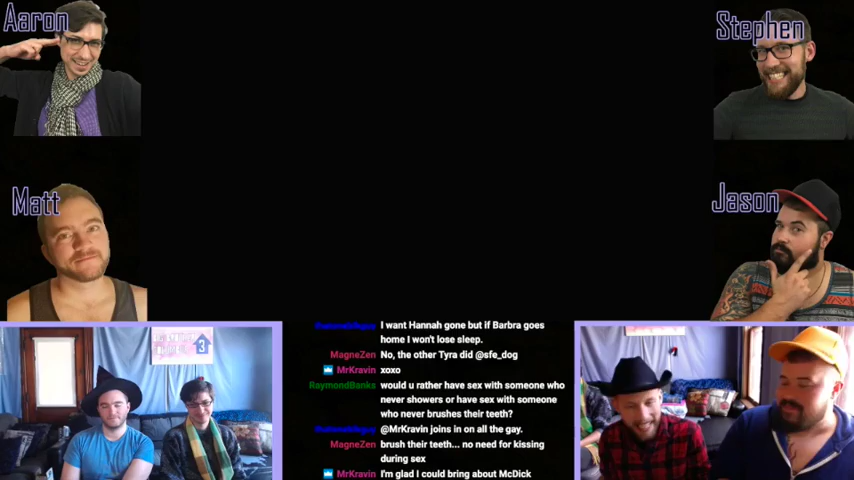 Aaron
Stephen
Matt
Jason
I want Hannah gone but if Barbra goes
home I won't lose sleep.
MagneZen No, the other Tyra did @sfe_dog
MrKravin xoxo
RaymondBanks would u rather have sex with someone who
never showers or have sex with someone
who never brushes their teeth?
@MrKravin joins in on all the gay.
MagneZen brush their teeth... no need for kissing
during sex
MrKravin I'm glad I could bring about McDick
3